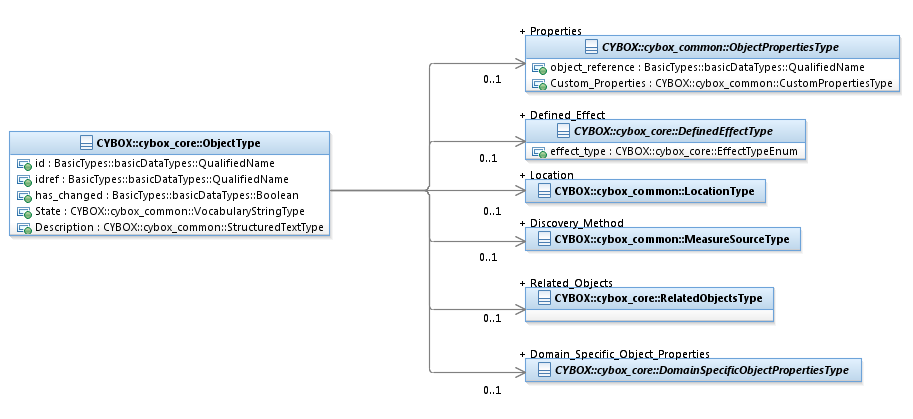 + Properties
CYBOX::cybox_common::ObjectPropertiesType
object_reference : BasicTypes::basicDataTypes::QualifiedName
Custom_Properties : CYBOX::cybox_common::CustomPropertiesType
0..1
+ Defined_Effect
CYBOX::cybox_core::DefinedEffectType
effect_type : CYBOX::cybox_core::EffectTypeEnum
0..1
CYBOX::cybox_core::ObjectType
id : BasicTypes::basicDataTypes::QualifiedName
idref : BasicTypes::basicDataTypes::QualifiedName
has_changed : BasicTypes::basicDataTypes::Boolean
State : CYBOX::cybox_common::VocabularyStringType
Description : CYBOX::cybox_common::StructuredTextType
+ Location
CYBOX::cybox_common::LocationType
0..1
+ Discovery_Method
CYBOX::cybox_common::MeasureSourceType
0..1
+ Related_Objects
CYBOX::cybox_core::RelatedObjectsType
0..1
+ Domain_Specific_Object_Properties
CYBOX::cybox_core::DomainSpecificObjectPropertiesType
0..1